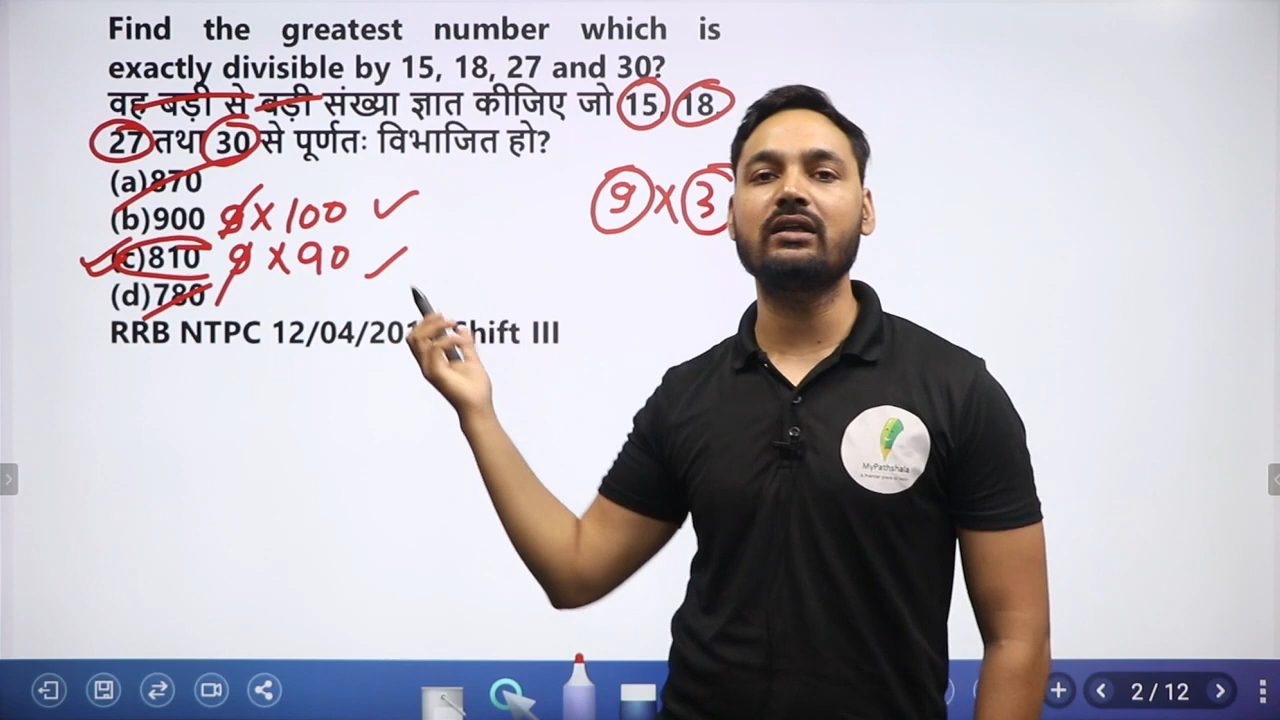 Find the greatest number which is
exactly divisible by 15, 18, 27 and 30?
वह बड़ी से बड़ी संख्या ज्ञात कीजिए जो 15, 18,
27 तथा 30 से पूर्णतः विभाजित हो?
(a)870
(b)900 9 X 100 ✓
(c)810 9 X 90 ✓
(d)780
9 X 3
RRB NTPC 12/04/201 Shift III
MyPathshala
2 / 12